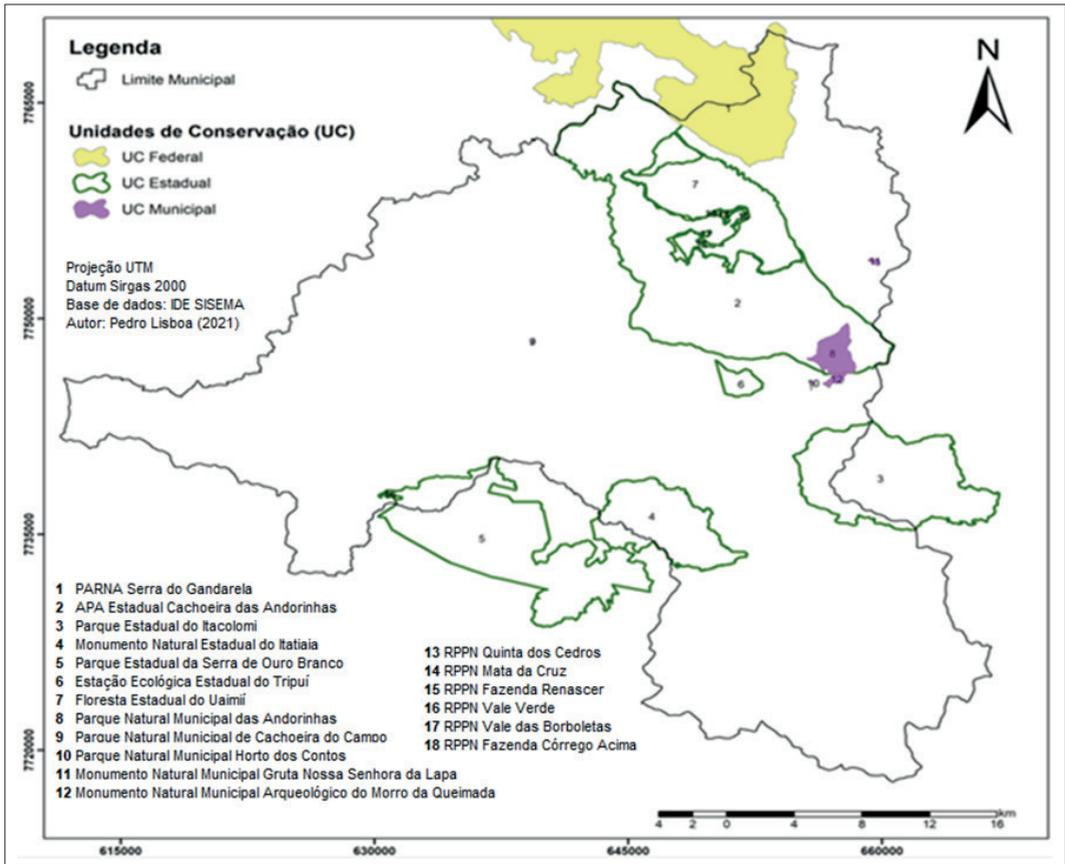 Legenda
Limite Municipal
Unidades de Conservação (UC)
UC Federal
UC Estadual
UC Municipal
Projeção UTM
Datum Sirgas 2000
Base de dados: IDE SISEMA
Autor: Pedro Lisboa (2021)
N
7765000
7750000
7735000
7720000
615000
630000
645000
660000
1
7
2
8
9
6
10
12
3
4
5
1 PARNA Serra do Gandarela
2 APA Estadual Cachoeira das Andorinhas
3 Parque Estadual do Itacolomi
4 Monumento Natural Estadual do Itatiaia
5 Parque Estadual da Serra de Ouro Branco
6 Estação Ecológica Estadual do Tripuí
7 Floresta Estadual do Uaimií
8 Parque Natural Municipal das Andorinhas
9 Parque Natural Municipal de Cachoeira do Campo
10 Parque Natural Municipal Horto dos Contos
11 Monumento Natural Municipal Gruta Nossa Senhora da Lapa
12 Monumento Natural Municipal Arqueológico do Morro da Queimada
13 RPPN Quinta dos Cedros
14 RPPN Mata da Cruz
15 RPPN Fazenda Renascer
16 RPPN Vale Verde
17 RPPN Vale das Borboletas
18 RPPN Fazenda Córrego Acima
4 2 0 4 8 12 16 km